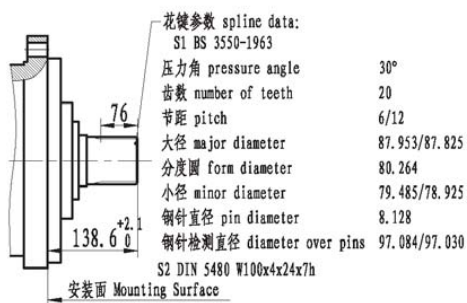 花键参数 spline data:
S1 BS 3550-1963
压力角 pressure angle 30°
齿数 number of teeth 20
节距 pitch 6/12
大径 major diameter 87.953/87.825
分度圆 form diameter 80.264
小径 minor diameter 79.485/78.925
钢针直径 pin diameter 8.128
钢针检测直径 diameter over pins 97.084/97.030
S2 DIN 5480 W100x4x24x7h
76
138.6 +2.1 0
安装面 Mounting Surface